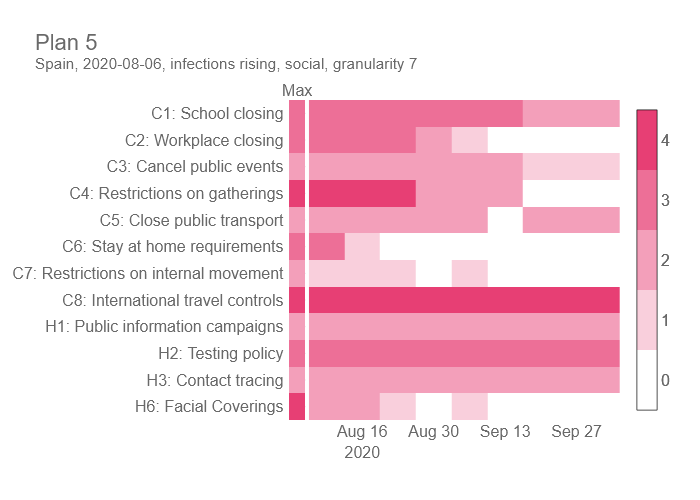 Plan 5
Spain, 2020-08-06, infections rising, social, granularity 7
Max
C1: School closing
C2: Workplace closing
C3: Cancel public events
C4: Restrictions on gatherings
C5: Close public transport
C6: Stay at home requirements
C7: Restrictions on internal movement
C8: International travel controls
H1: Public information campaigns
H2: Testing policy
H3: Contact tracing
H6: Facial Coverings
Aug 16 Aug 30 Sep 13 Sep 27
2020
4
3
2
1
0